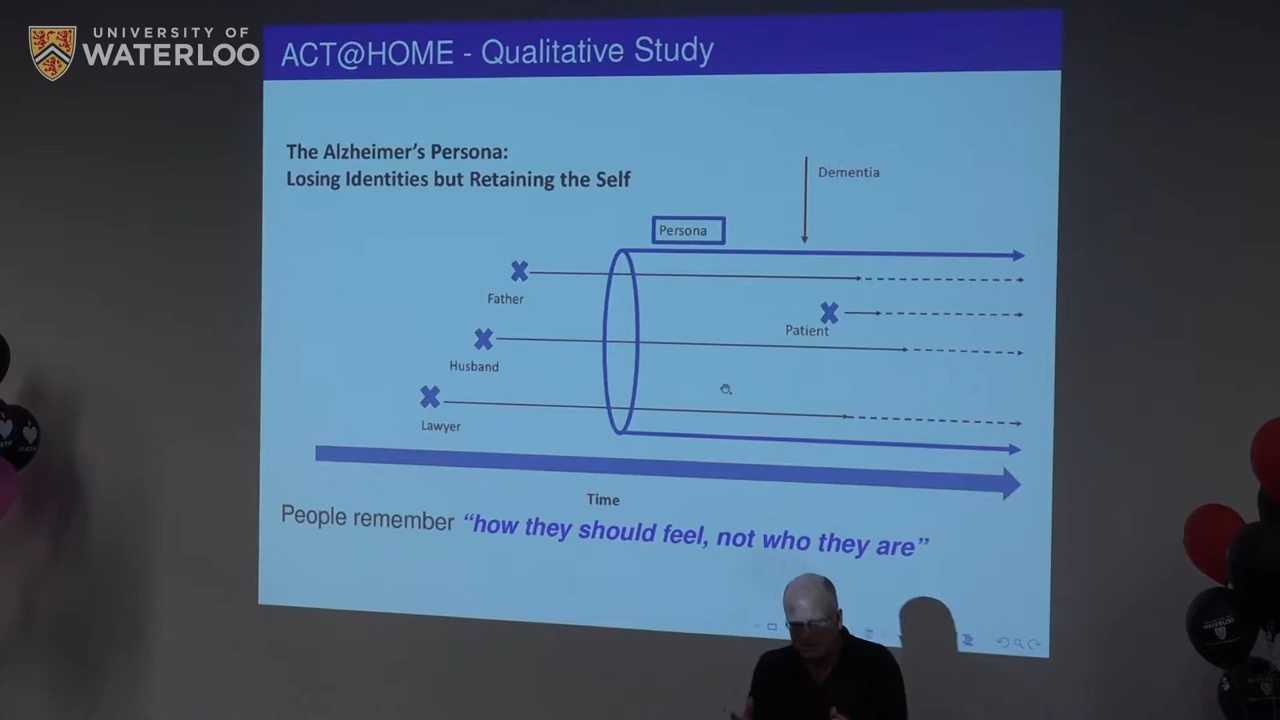 UNIVERSITY OF
WATERLOO
ACT@HOME - Qualitative Study
The Alzheimer's Persona:
Losing Identities but Retaining the Self
Dementia
Persona
Father
Patient
Husband
Lawyer
Time
People remember "how they should feel, not who they are"